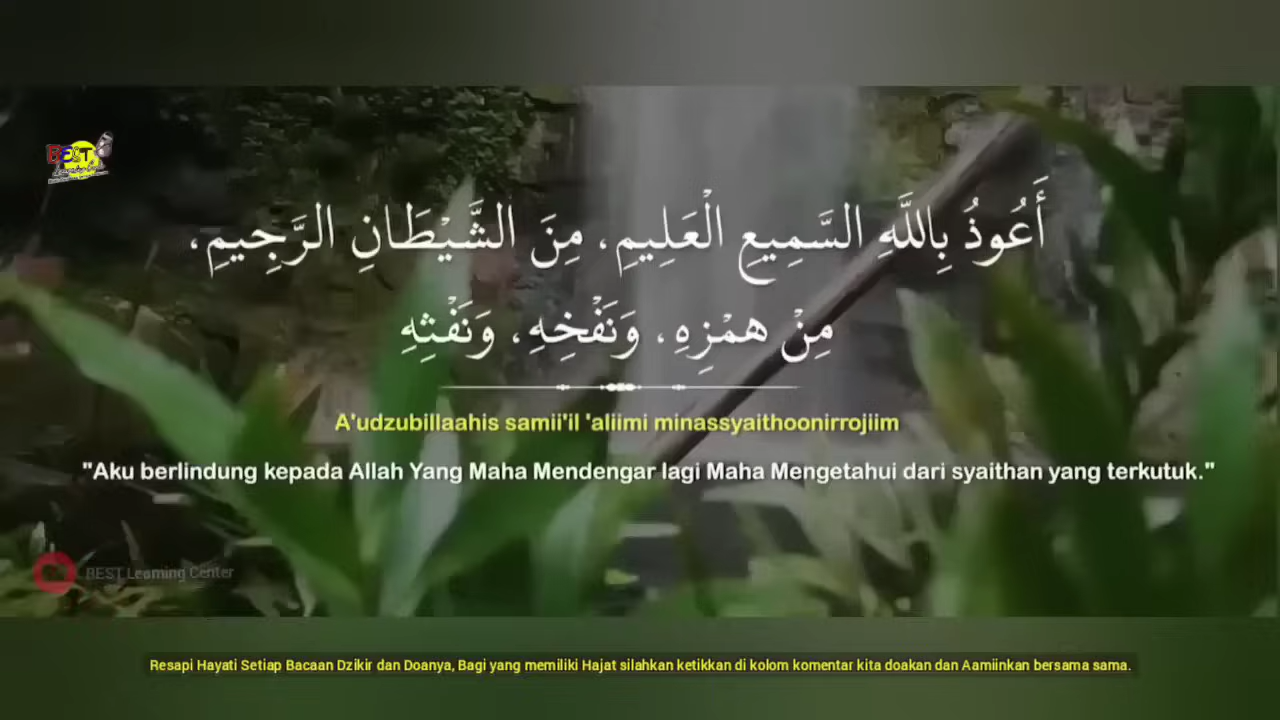 BEST
أَعُوذُ بِاللَّهِ السَّمِيعِ الْعَلِيمِ، مِنَ الشَّيْطَانِ الرَّجِيمِ،
مِنْ هَمْزِهِ، وَنَفْخِهِ، وَنَفْثِهِ
A'udzubillaahis samii'il 'aliimi minassyaithoonirrojiim
"Aku berlindung kepada Allah Yang Maha Mendengar lagi Maha Mengetahui dari syaithan yang terkutuk."
BEST Learning Center
Resapi Hayati Setiap Bacaan Dzikir dan Doanya, Bagi yang memiliki Hajat silahkan ketikkan di kolom komentar kita doakan dan Aamiinkan bersama sama.